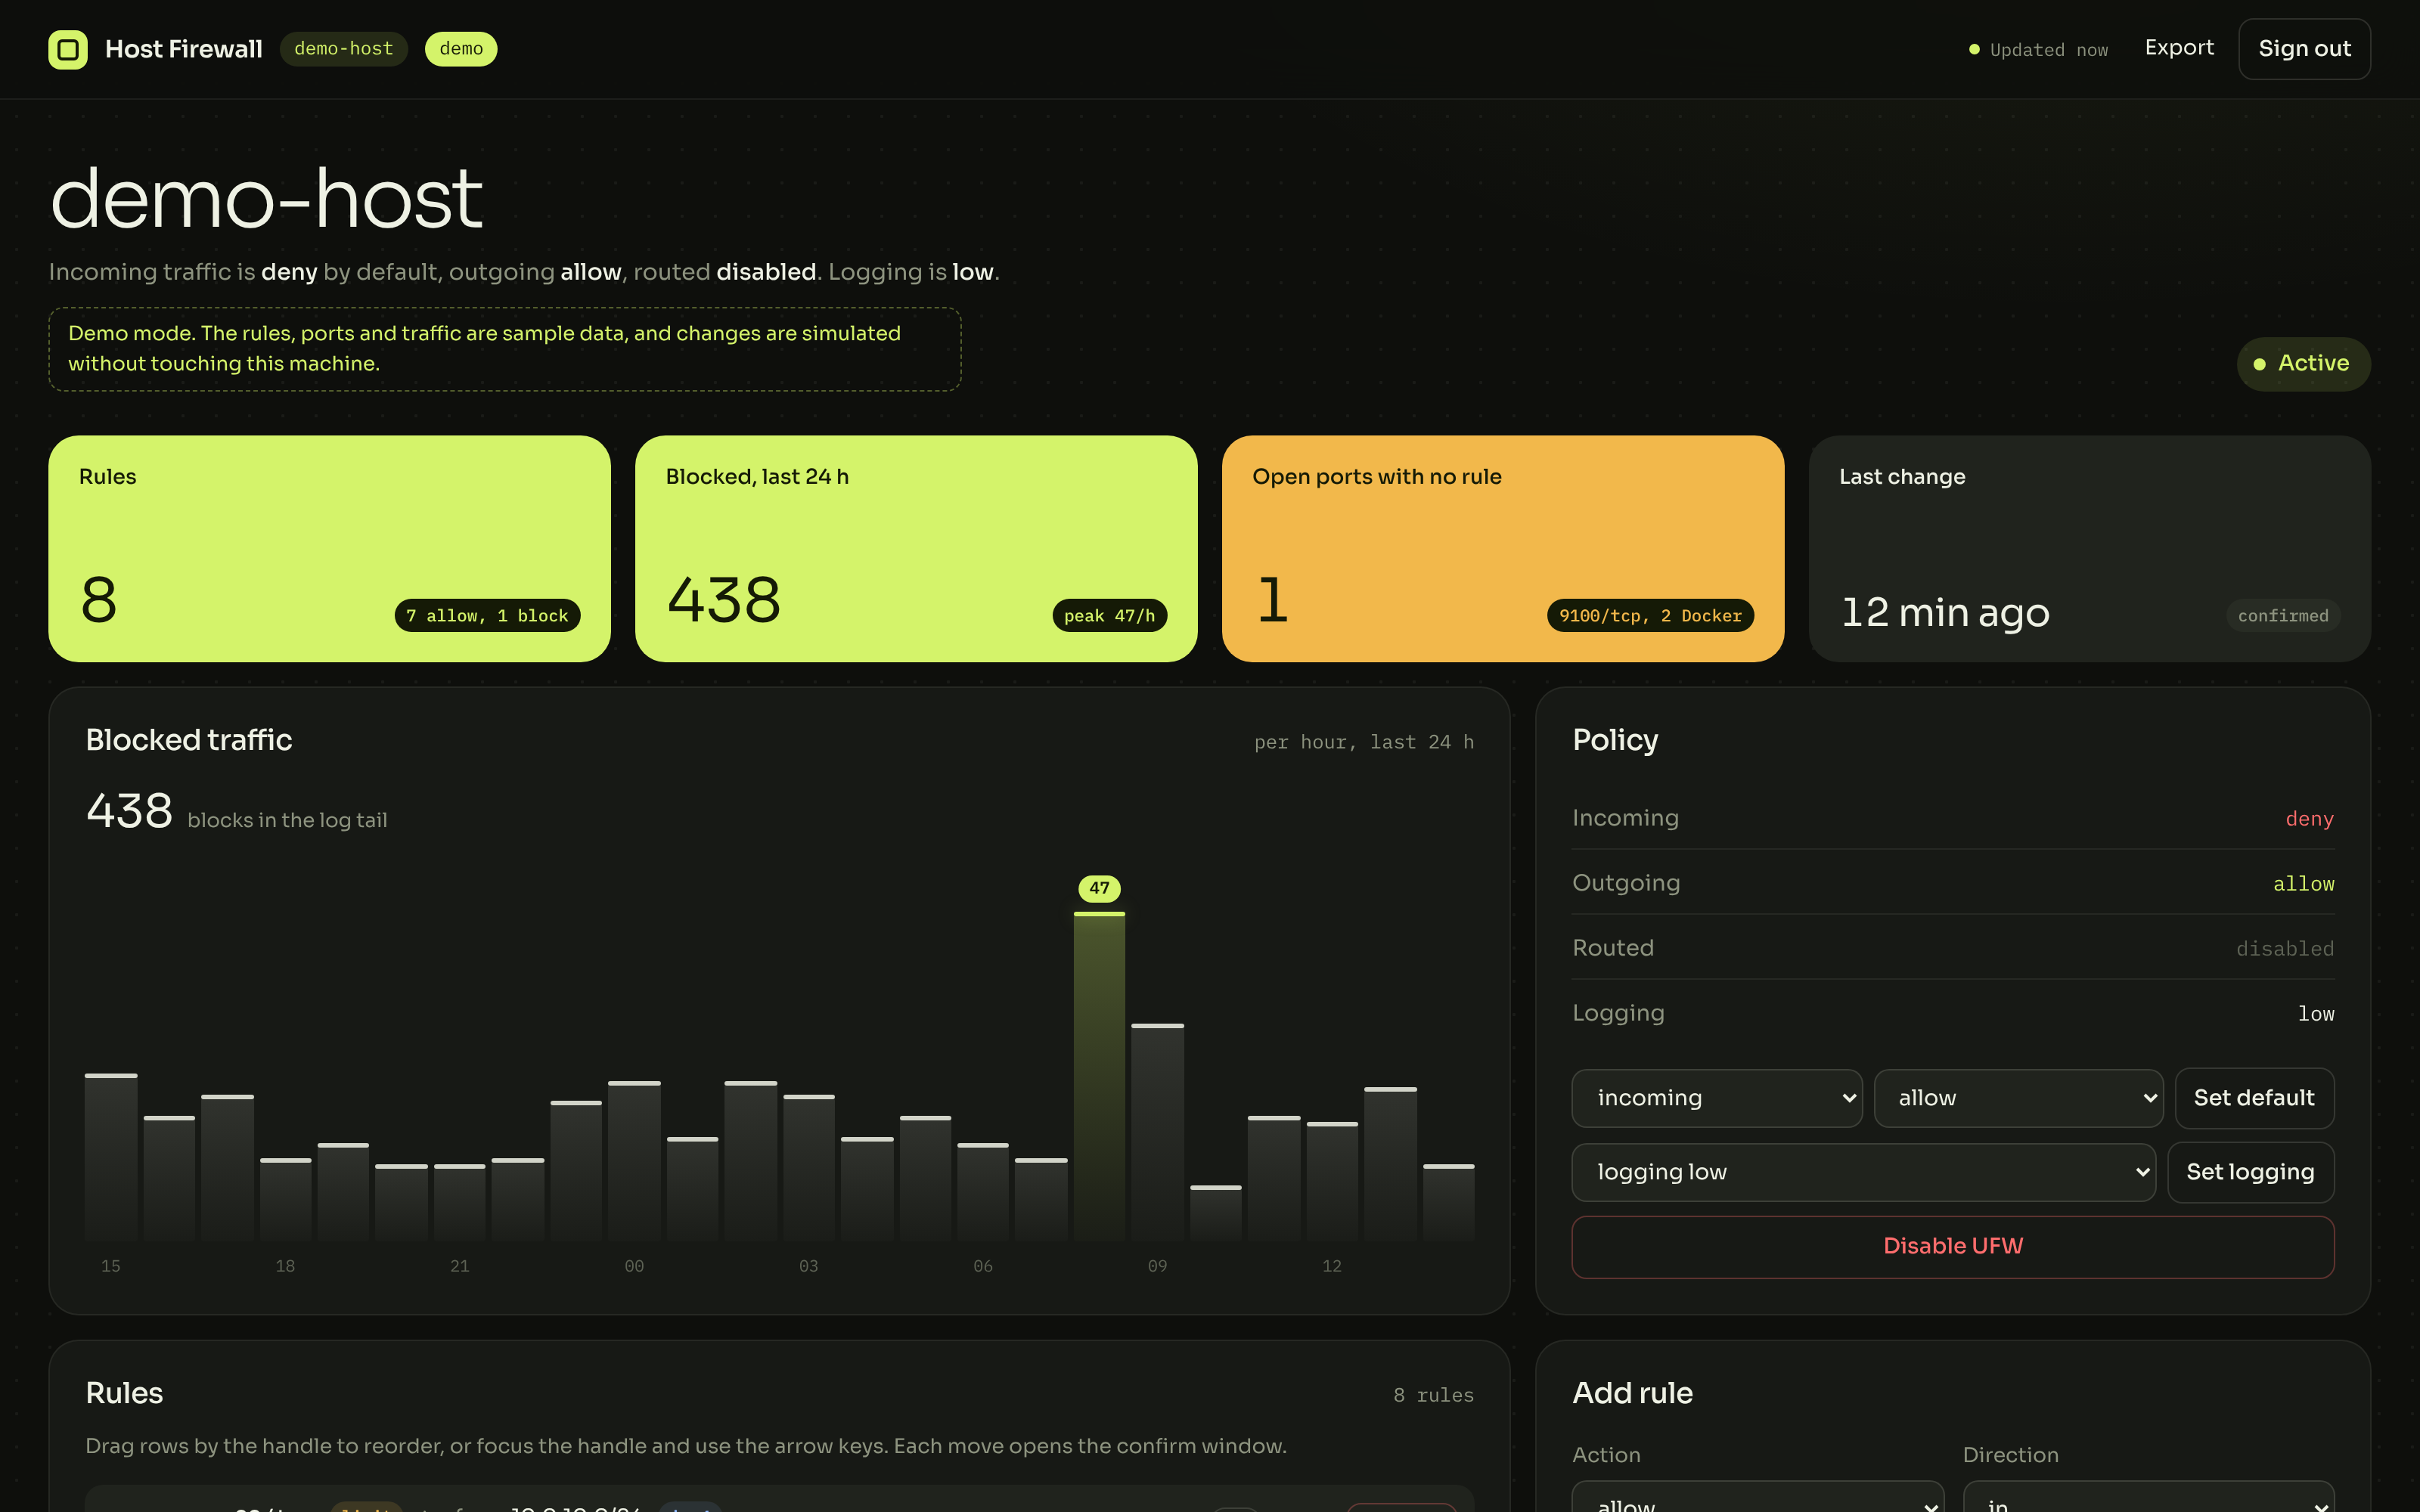 Host Firewall demo-host demo Updated now Export Sign out
demo-host
Incoming traffic is deny by default, outgoing allow, routed disabled. Logging is low.
Demo mode. The rules, ports and traffic are sample data, and changes are simulated
without touching this machine.
Active
Rules
8
7 allow, 1 block
Blocked, last 24 h
438
peak 47/h
Open ports with no rule
1
9100/tcp, 2 Docker
Last change
12 min ago
confirmed
Blocked traffic
per hour, last 24 h
438 blocks in the log tail
47
15 18 21 00 03 06 09 12
Policy
Incoming deny
Outgoing allow
Routed disabled
Logging low
incoming allow Set default
logging low Set logging
Disable UFW
Rules
8 rules
Drag rows by the handle to reorder, or focus the handle and use the arrow keys. Each move opens the confirm window.
Add rule
Action Direction
allow in